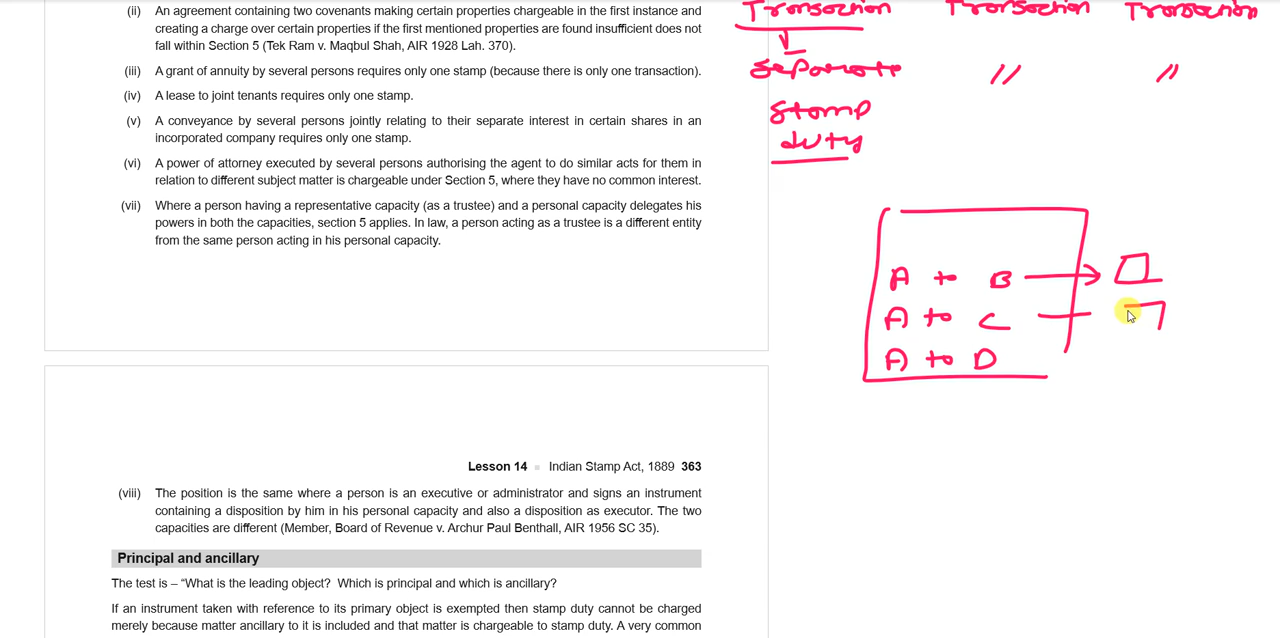 (ii) An agreement containing two covenants making certain properties chargeable in the first instance and
creating a charge over certain properties if the first mentioned properties are found insufficient does not
fall within Section 5 (Tek Ram v. Maqbul Shah, AIR 1928 Lah. 370).
(iii) A grant of annuity by several persons requires only one stamp (because there is only one transaction).
(iv) A lease to joint tenants requires only one stamp.
(v) A conveyance by several persons jointly relating to their separate interest in certain shares in an
incorporated company requires only one stamp.
(vi) A power of attorney executed by several persons authorising the agent to do similar acts for them in
relation to different subject matter is chargeable under Section 5, where they have no common interest.
(vii) Where a person having a representative capacity (as a trustee) and a personal capacity delegates his
powers in both the capacities, section 5 applies. In law, a person acting as a trustee is a different entity
from the same person acting in his personal capacity.
Transaction Transaction Transaction
Separate // //
Stamp
duty
A to B
A to C
A to D
Lesson 14 Indian Stamp Act, 1889 363
(viii) The position is the same where a person is an executive or administrator and signs an instrument
containing a disposition by him in his personal capacity and also a disposition as executor. The two
capacities are different (Member, Board of Revenue v. Archur Paul Benthall, AIR 1956 SC 35).
Principal and ancillary
The test is – "What is the leading object? Which is principal and which is ancillary?
If an instrument taken with reference to its primary object is exempted then stamp duty cannot be charged
merely because matter ancillary to it is included and that matter is chargeable to stamp duty. A very common